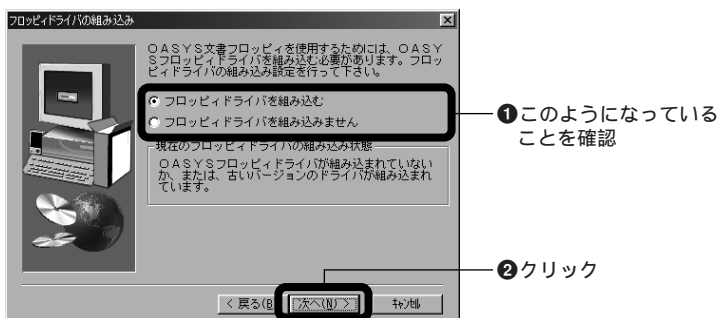 フロッピィドライバの組み込み
OASYS文書フロッピィを使用するためには、OASY
Sフロッピィドライバを組み込む必要があります。フロッ
ピィドライバの組み込み設定を行って下さい。
フロッピィドライバを組み込む
フロッピィドライバを組み込みません
❶このようになっている
ことを確認
現在のフロッピィドライバの組み込み状態
OASYSフロッピィドライバが組み込まれていない
か、または、古いバージョンのドライバが組み込まれ
ています。
❷クリック
< 戻る(B
次へ(N) >
キャンセル